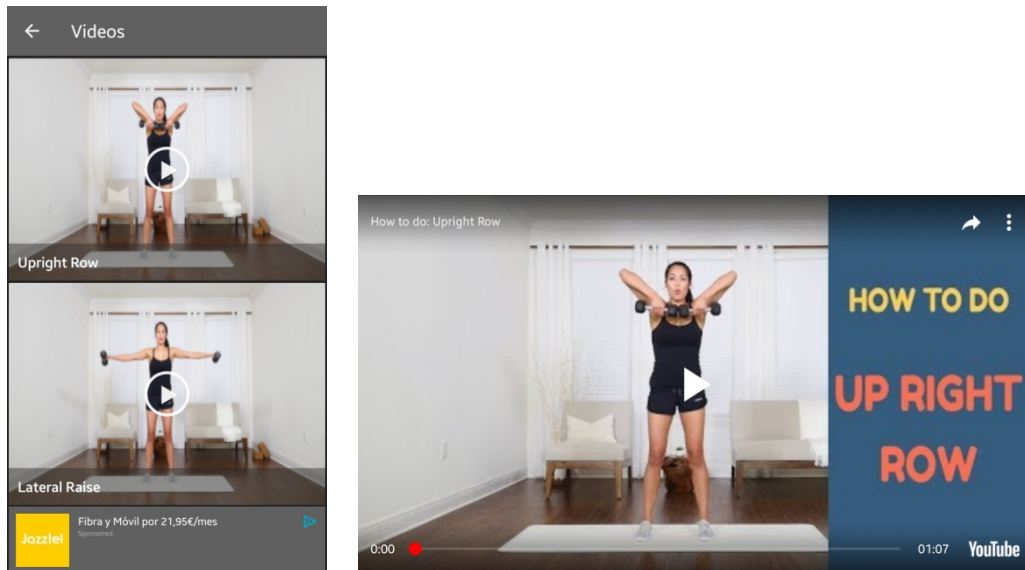 Videos
Upright Row
Lateral Raise
Jazztel
Fibra y Móvil por 21,95€/mes
Sponsored
How to do: Upright Row
HOW TO DO
UP RIGHT
ROW
0:00
01:07
YouTube